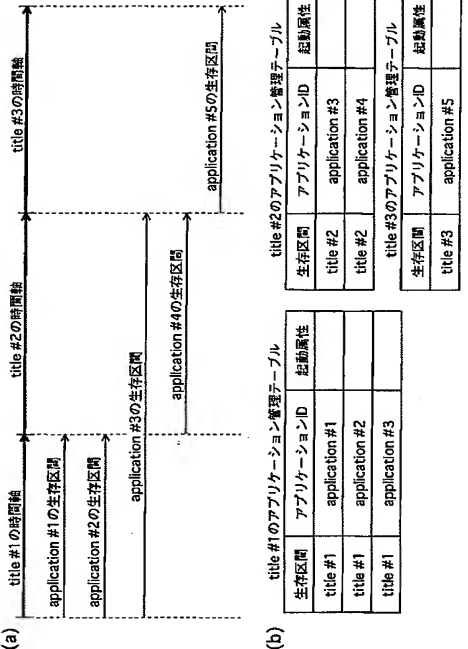 (a)
title #1の時間軸
title #2の時間軸
title #3の時間軸
application #1の生存区間
application #2の生存区間
application #3の生存区間
application #4の生存区間
application #5の生存区間
(b)
title #1のアプリケーション管理テーブル
生存区間 アプリケーションID 起動属性
title #1 application #1
title #1 application #2
title #1 application #3
title #2のアプリケーション管理テーブル
生存区間 アプリケーションID 起動属性
title #2 application #3
title #2 application #4
title #3のアプリケーション管理テーブル
生存区間 アプリケーションID 起動属性
title #3 application #5